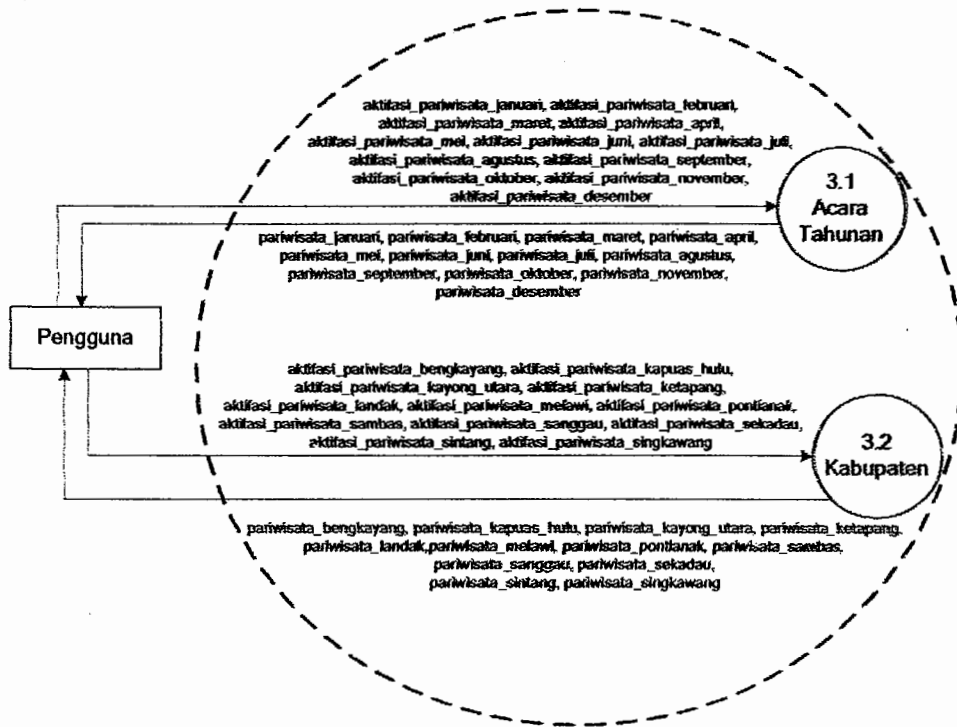 aktifasi_pariwisata_januari, aktifasi_pariwisata_februari,
aktifasi_pariwisata_maret, aktifasi_pariwisata_april,
aktifasi_pariwisata_mei, aktifasi_pariwisata_juni, aktifasi_pariwisata_juli,
aktifasi_pariwisata_agustus, aktifasi_pariwisata_september,
aktifasi_pariwisata_oktober, aktifasi_pariwisata_november,
aktifasi_pariwisata_desember
3.1
Acara
Tahunan
pariwisata_januari, pariwisata_februari, pariwisata_maret, pariwisata_april,
pariwisata_mei, pariwisata_juni, pariwisata_juli, pariwisata_agustus,
pariwisata_september, pariwisata_oktober, pariwisata_november,
pariwisata_desember
Pengguna
aktifasi_pariwisata_bengkayang, aktifasi_pariwisata_kapuas_hulu,
aktifasi_pariwisata_kayong_utara, aktifasi_pariwisata_ketapang,
aktifasi_pariwisata_landak, aktifasi_pariwisata_melawi, aktifasi_pariwisata_pontianak,
aktifasi_pariwisata_sambas, aktifasi_pariwisata_sanggau, aktifasi_pariwisata_sekadau,
aktifasi_pariwisata_sintang, aktifasi_pariwisata_singkawang
3.2
Kabupaten
pariwisata_bengkayang, pariwisata_kapuas_hulu, pariwisata_kayong_utara, pariwisata_ketapang,
pariwisata_landak,pariwisata_melawi, pariwisata_pontianak, pariwisata_sambas,
pariwisata_sanggau, pariwisata_sekadau,
pariwisata_sintang, pariwisata_singkawang